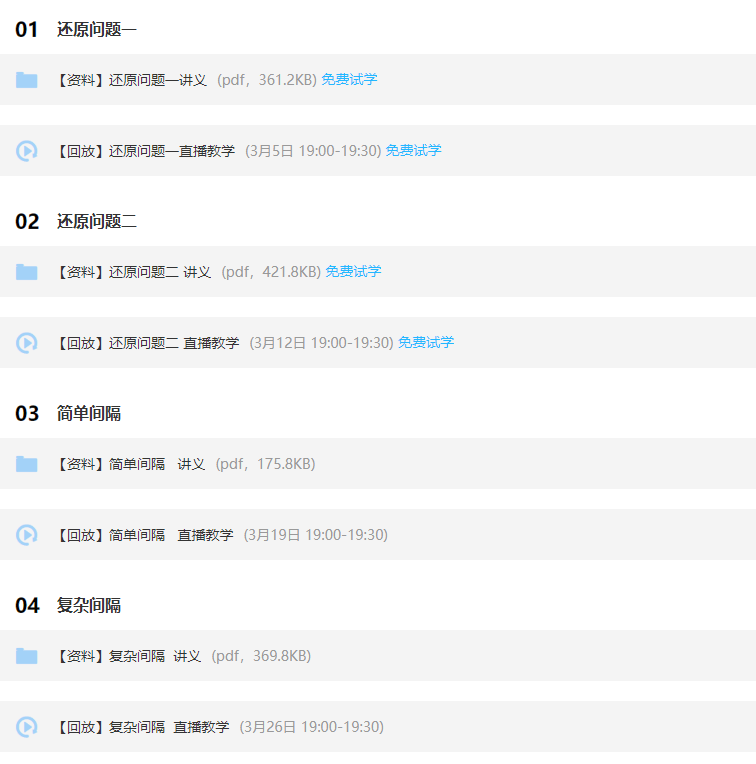 01 还原问题一
【资料】还原问题一讲义 (pdf，361.2KB) 免费试学
【回放】还原问题一直播教学 (3月5日 19:00-19:30) 免费试学
02 还原问题二
【资料】还原问题二 讲义 (pdf，421.8KB) 免费试学
【回放】还原问题二 直播教学 (3月12日 19:00-19:30) 免费试学
03 简单间隔
【资料】简单间隔 讲义 (pdf，175.8KB)
【回放】简单间隔 直播教学 (3月19日 19:00-19:30)
04 复杂间隔
【资料】复杂间隔 讲义 (pdf，369.8KB)
【回放】复杂间隔 直播教学 (3月26日 19:00-19:30)